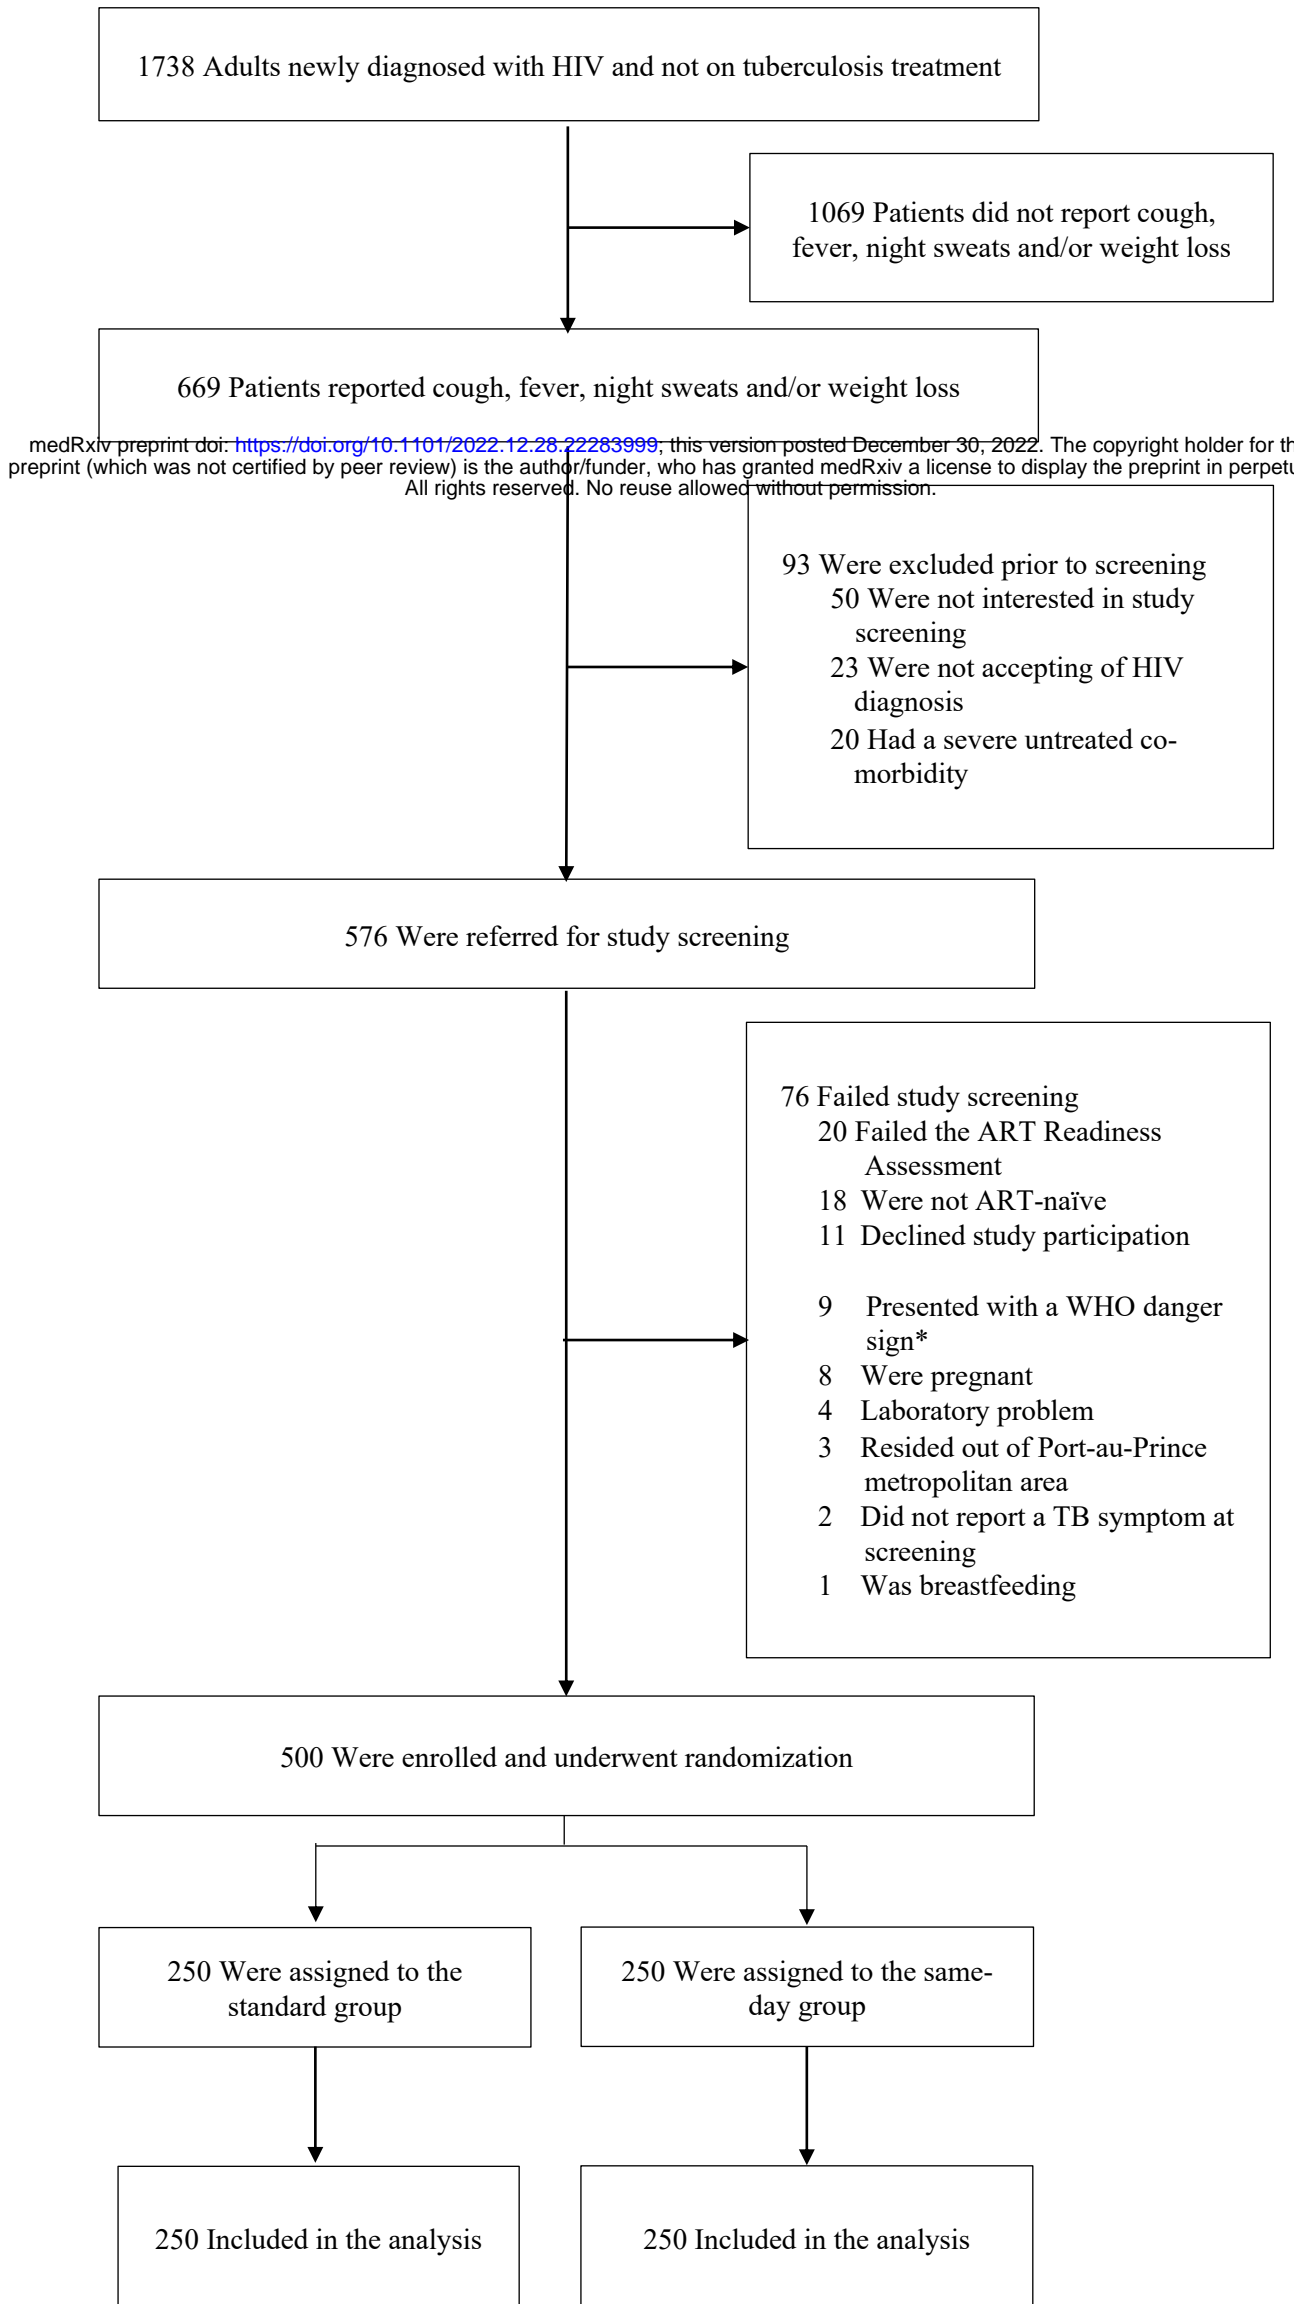 1738 Adults newly diagnosed with HIV and not on tuberculosis treatment
1069 Patients did not report cough,
fever, night sweats and/or weight loss
669 Patients reported cough, fever, night sweats and/or weight loss
medRxiv preprint doi: https://doi.org/10.1101/2022.12.28.22283999; this version posted December 30, 2022. The copyright holder for
preprint (which was not certified by peer review) is the author/funder, who has granted medRxiv a license to display the preprint in
All rights reserved. No reuse allowed without permission.
93 Were excluded prior to screening
50 Were not interested in study
screening
23 Were not accepting of HIV
diagnosis
20 Had a severe untreated co-
morbidity
576 Were referred for study screening
76 Failed study screening
20 Failed the ART Readiness
Assessment
18 Were not ART-naïve
11 Declined study participation
9 Presented with a WHO danger
sign*
8 Were pregnant
4 Laboratory problem
3 Resided out of Port-au-Prince
metropolitan area
2 Did not report a TB symptom at
screening
1 Was breastfeeding
500 Were enrolled and underwent randomization
250 Were assigned to the
standard group
250 Were assigned to the same-
day group
250 Included in the analysis
250 Included in the analysis